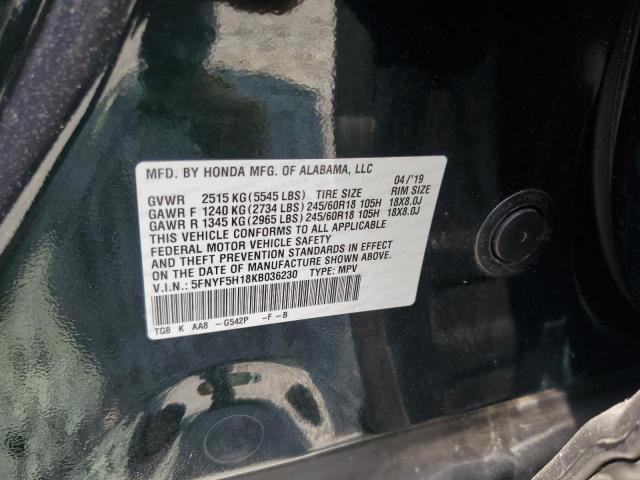 MFD. BY HONDA MFG. OF ALABAMA, LLC 04/'19
GVWR 2515 KG (5545 LBS) TIRE SIZE RIM SIZE
GAWR F 1240 KG (2734 LBS) 245/60R18 105H 18X8.0J
GAWR R 1345 KG (2965 LBS) 245/60R18 105H 18X8.0J
THIS VEHICLE CONFORMS TO ALL APPLICABLE
FEDERAL MOTOR VEHICLE SAFETY
AND THEFT PREVENTION STANDARDS IN EFFECT
ON THE DATE OF MANUFACTURE SHOWN ABOVE.
V.I.N.: 5FNYF5H18KB036230 TYPE: MPV
TG8 K AA8 -G542P -F-B